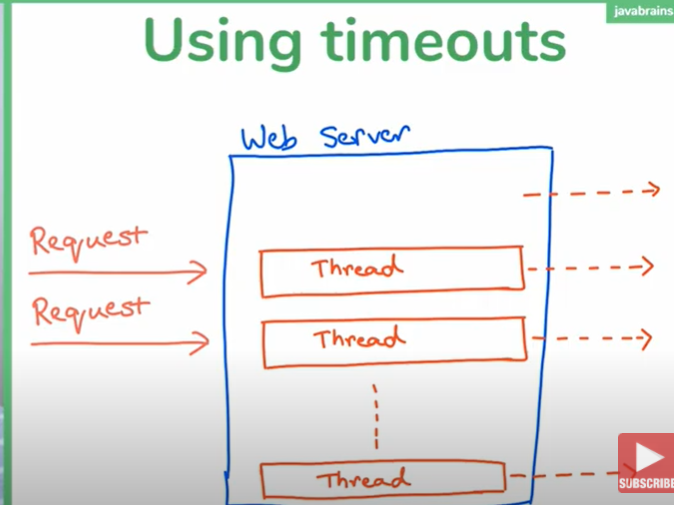 javabrains
Using timeouts
Web Server
Request
Thread
Request
Thread
Thread
SUBSCRIBE